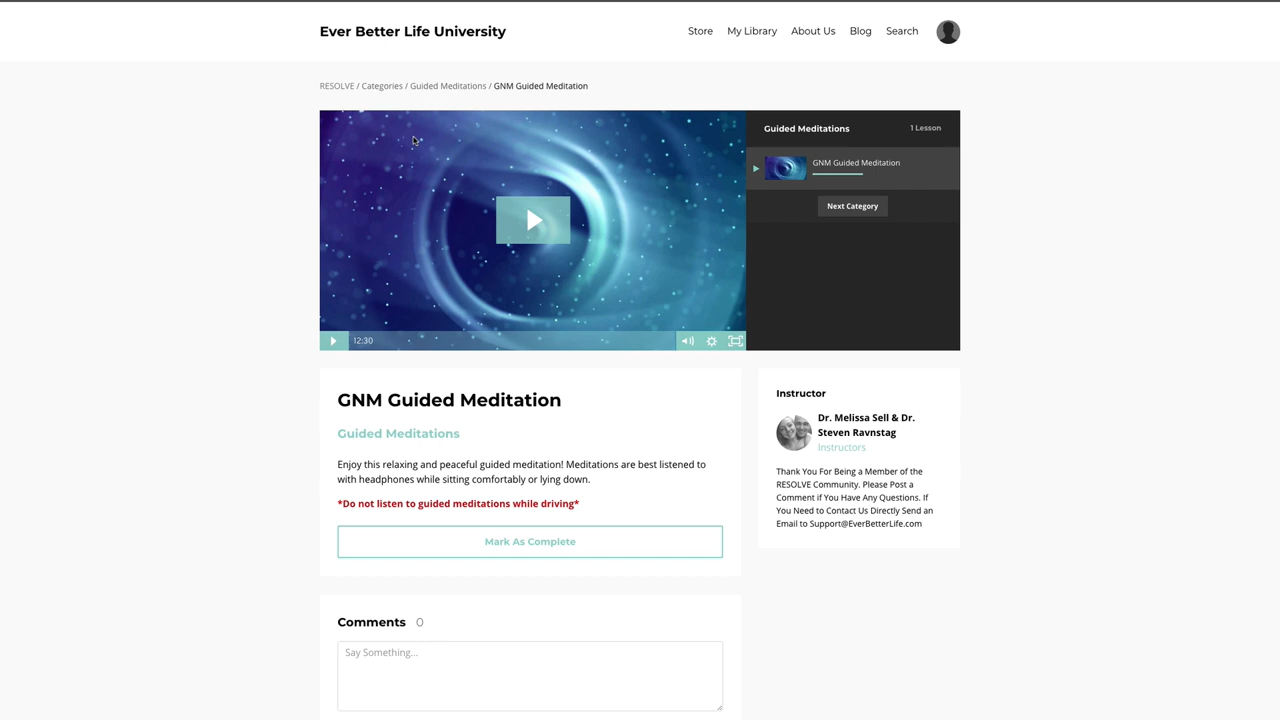 Ever Better Life University
Store My Library About Us Blog Search
RESOLVE / Categories / Guided Meditations / GNM Guided Meditation
Guided Meditations 1 Lesson
GNM Guided Meditation
Next Category
12:30
GNM Guided Meditation
Guided Meditations
Enjoy this relaxing and peaceful guided meditation! Meditations are best listened to
with headphones while sitting comfortably or lying down.
*Do not listen to guided meditations while driving*
Mark As Complete
Instructor
Dr. Melissa Sell & Dr.
Steven Ravnstag
Instructors
Thank You For Being a Member of the
RESOLVE Community. Please Post a
Comment if You Have Any Questions. If
You Need to Contact Us Directly Send an
Email to Support@EverBetterLife.com
Comments 0
Say Something...